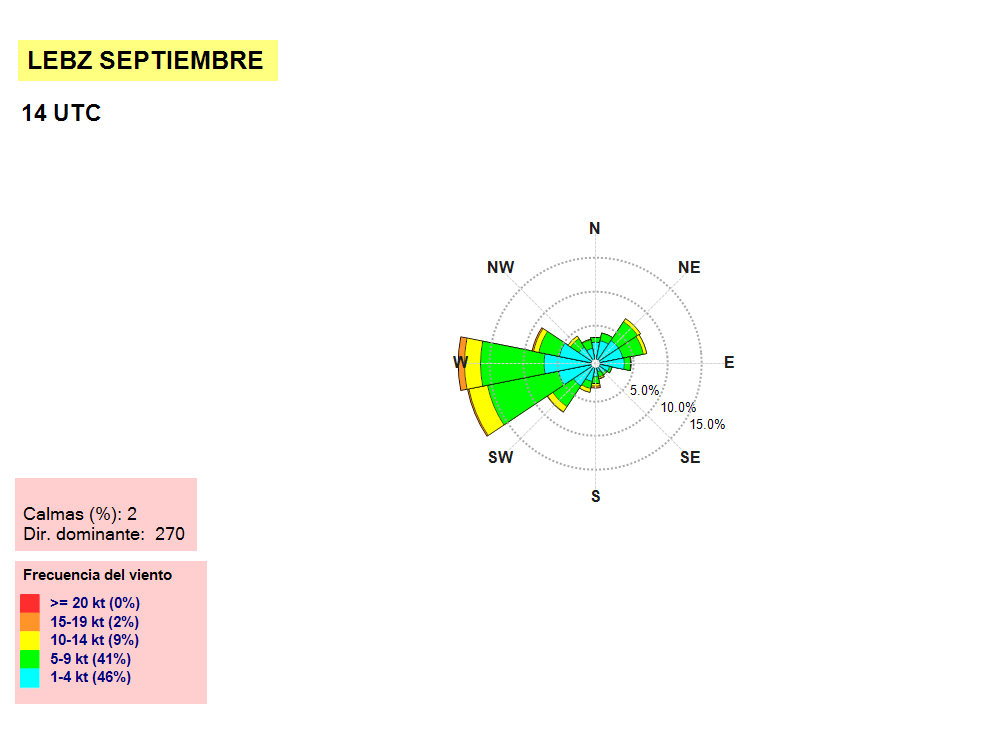 LEBZ SEPTIEMBRE
14 UTC
N
NW
NE
W
E
5.0%
10.0%
15.0%
SW
SE
S
Calmas (%): 2
Dir. dominante: 270
Frecuencia del viento
>= 20 kt (0%)
15-19 kt (2%)
10-14 kt (9%)
5-9 kt (41%)
1-4 kt (46%)